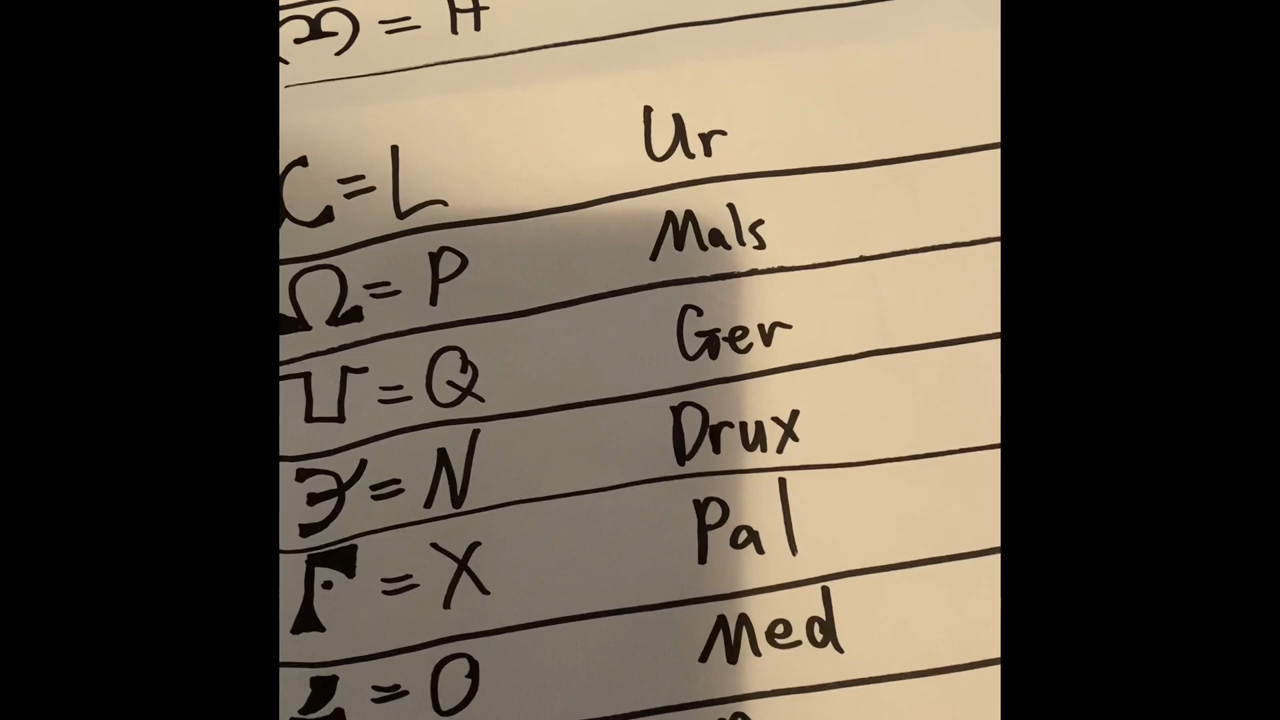 = H
C = L Ur
Ω = P Mals
= Q Ger
= N Drux
= X Pal
= O Med